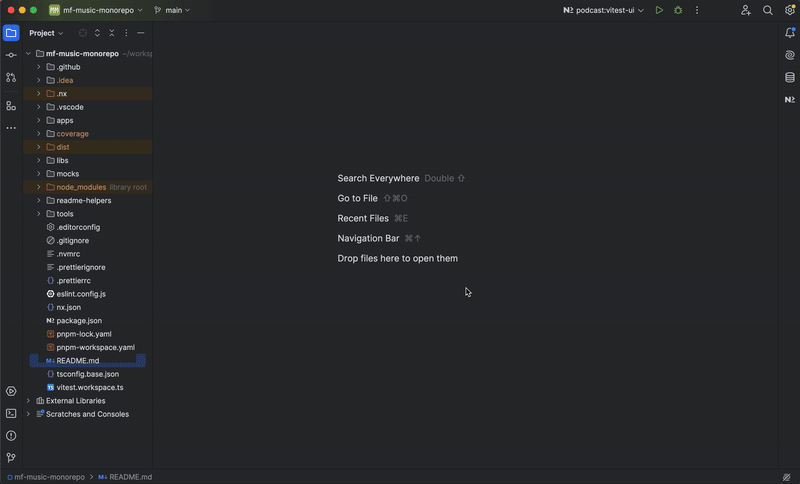 MM mf-music-monorepo main podcast:vitest-ui
Project
mf-music-monorepo ~/worksp
.github
.idea
.nx
.vscode
apps
coverage
dist
libs
mocks
node_modules library root
readme-helpers
tools
.editorconfig
.gitignore
.nvmrc
.prettierignore
.prettierrc
eslint.config.js
nx.json
package.json
pnpm-lock.yaml
pnpm-workspace.yaml
README.md
tsconfig.base.json
vitest.workspace.ts
External Libraries
Scratches and Consoles
Search Everywhere Double ⇧
Go to File ⇧⌘O
Recent Files ⌘E
Navigation Bar ⌘↑
Drop files here to open them
mf-music-monorepo > README.md